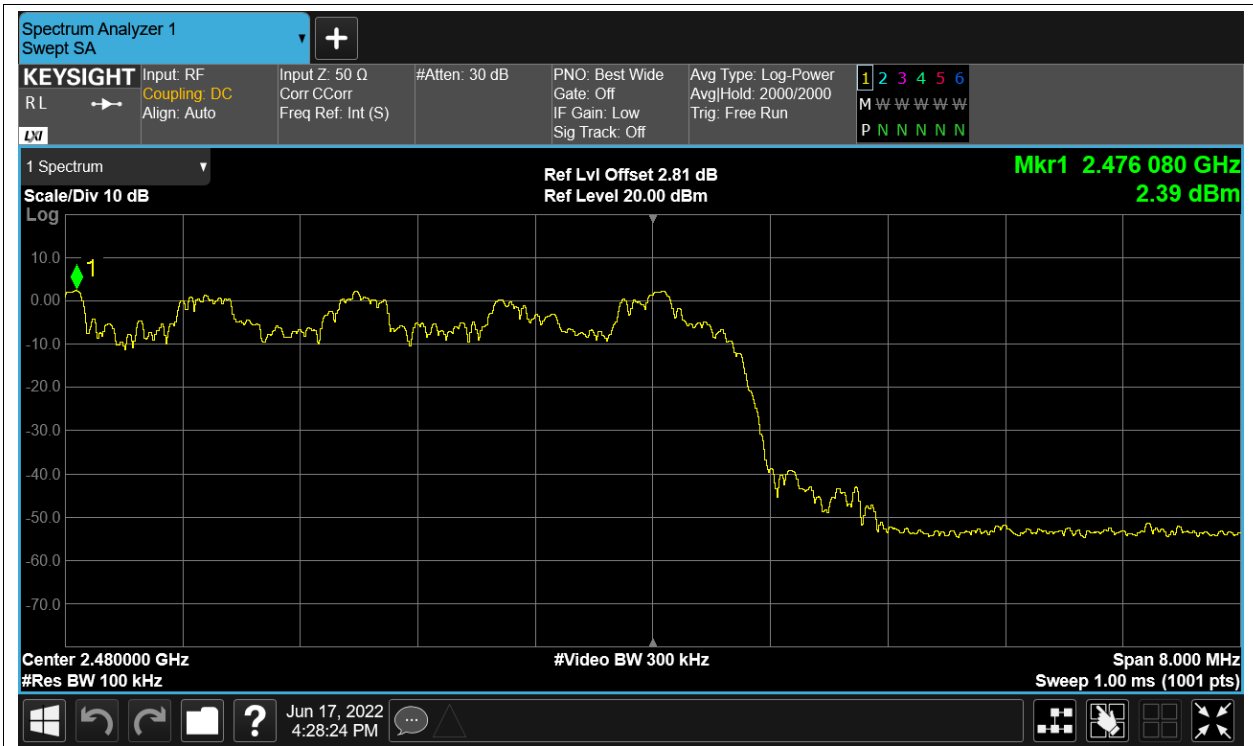 Spectrum Analyzer 1
Swept SA
KEYSIGHT
R L
LXI
Input: RF
Coupling: DC
Align: Auto
Input Z: 50 Ω
Corr CCorr
Freq Ref: Int (S)
#Atten: 30 dB
PNO: Best Wide
Gate: Off
IF Gain: Low
Sig Track: Off
Avg Type: Log-Power
Avg|Hold: 2000/2000
Trig: Free Run
1 2 3 4 5 6
M W W W W W
P N N N N N
1 Spectrum
Scale/Div 10 dB
Ref Lvl Offset 2.81 dB
Ref Level 20.00 dBm
Mkr1 2.476 080 GHz
2.39 dBm
Log
10.0
1
0.00
-10.0
-20.0
-30.0
-40.0
-50.0
-60.0
-70.0
Center 2.480000 GHz
#Res BW 100 kHz
#Video BW 300 kHz
Span 8.000 MHz
Sweep 1.00 ms (1001 pts)
?
Jun 17, 2022
4:28:24 PM